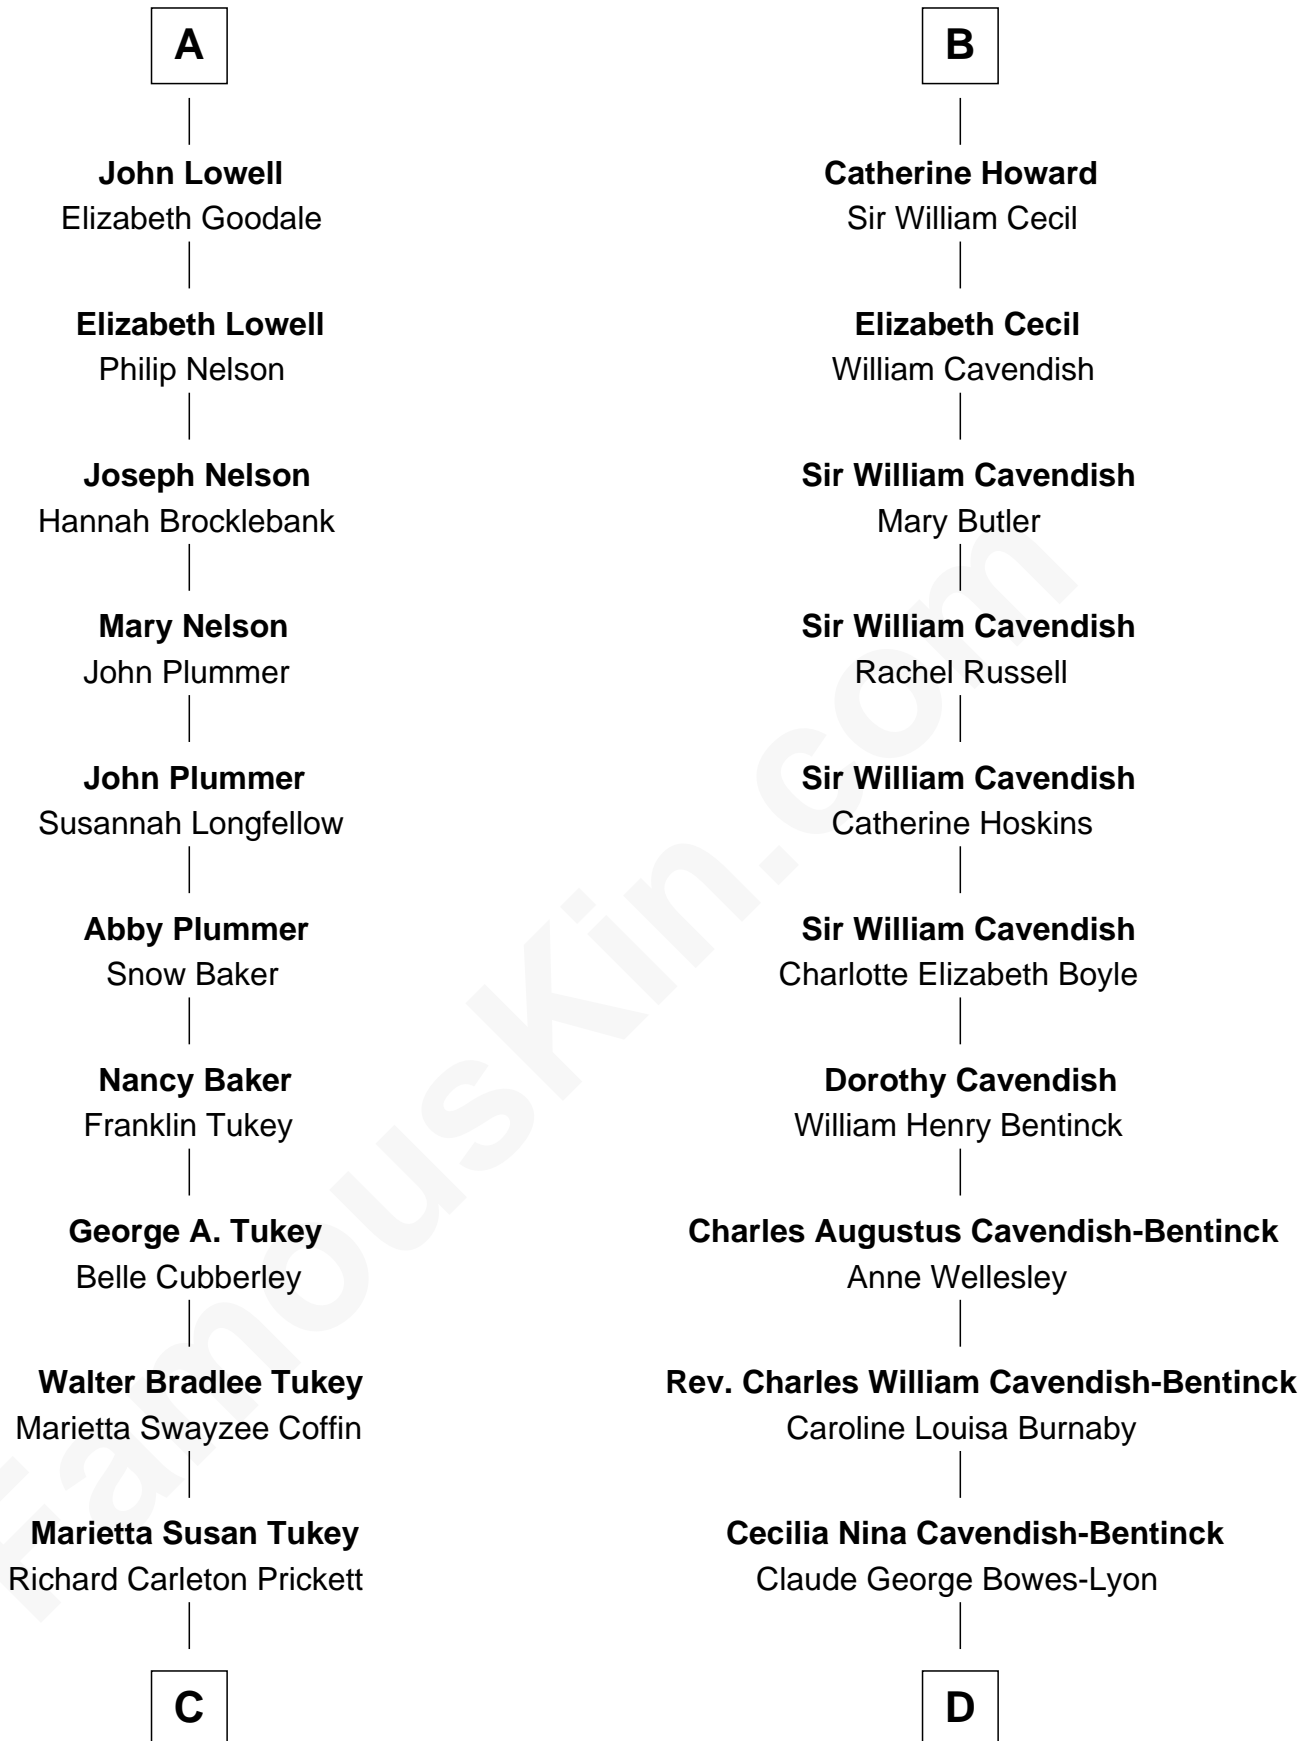 A
John Lowell
Elizabeth Goodale
Elizabeth Lowell
Philip Nelson
Joseph Nelson
Hannah Brocklebank
Mary Nelson
John Plummer
John Plummer
Susannah Longfellow
Abby Plummer
Snow Baker
Nancy Baker
Franklin Tukey
George A. Tukey
Belle Cubberley
Walter Bradlee Tukey
Marietta Swayzee Coffin
Marietta Susan Tukey
Richard Carleton Prickett
C
B
Catherine Howard
Sir William Cecil
Elizabeth Cecil
William Cavendish
Sir William Cavendish
Mary Butler
Sir William Cavendish
Rachel Russell
Sir William Cavendish
Catherine Hoskins
Sir William Cavendish
Charlotte Elizabeth Boyle
Dorothy Cavendish
William Henry Bentinck
Charles Augustus Cavendish-Bentinck
Anne Wellesley
Rev. Charles William Cavendish-Bentinck
Caroline Louisa Burnaby
Cecilia Nina Cavendish-Bentinck
Claude George Bowes-Lyon
D
FamousKin.com